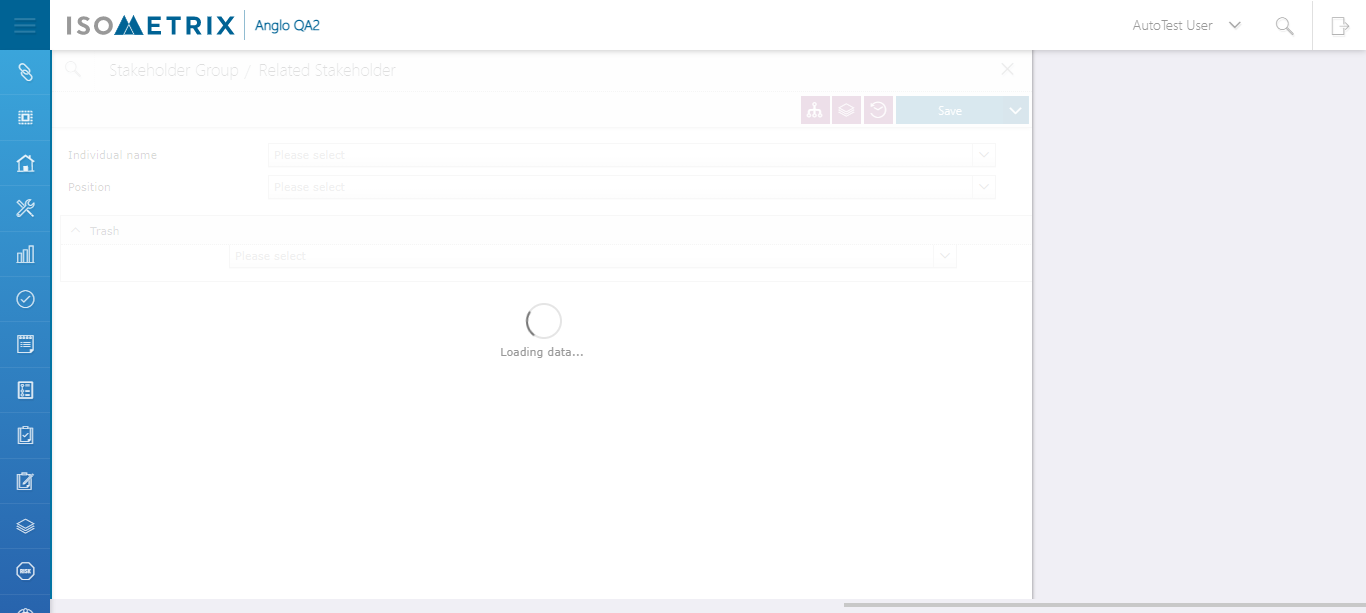 ISOMETRIX Anglo QA2
AutoTest User
Stakeholder Group / Related Stakeholder
Save
Individual name Please select
Position Please select
Trash
Please select
Loading data...
RISK